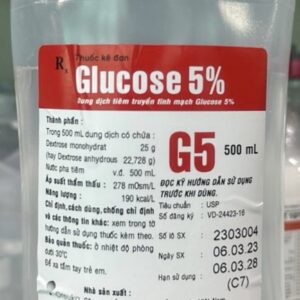 Rx Thuốc kê đơn
Glucose 5%
Dung dịch tiêm truyền tĩnh mạch Glucose 5%
Thành phần:
Trong 500 mL dung dịch có chứa:
Dextrose monohydrat 25 g
(hay Dextrose anhydrous 22,728 g)
Nước pha tiêm v.đ. 500 mL
Áp suất thẩm thấu: 278 mOsm/L
Năng lượng: 190 kcal/L
Chỉ định, cách dùng, chống chỉ định
và các thông tin khác: xem trong tờ
hướng dẫn sử dụng thuốc kèm theo.
Bảo quản thuốc: ở nhiệt độ phòng
dưới 30°C
Để xa tầm tay trẻ em.
Nhà sản xuất:
G5 500 mL
ĐỌC KỸ HƯỚNG DẪN SỬ DỤNG
TRƯỚC KHI DÙNG.
Tiêu chuẩn : USP
Số đăng ký : VD-24423-16
Số lô SX : 2303004
Ngày SX : 06.03.23
Hạn sử dụng : 06.03.28
(C7)